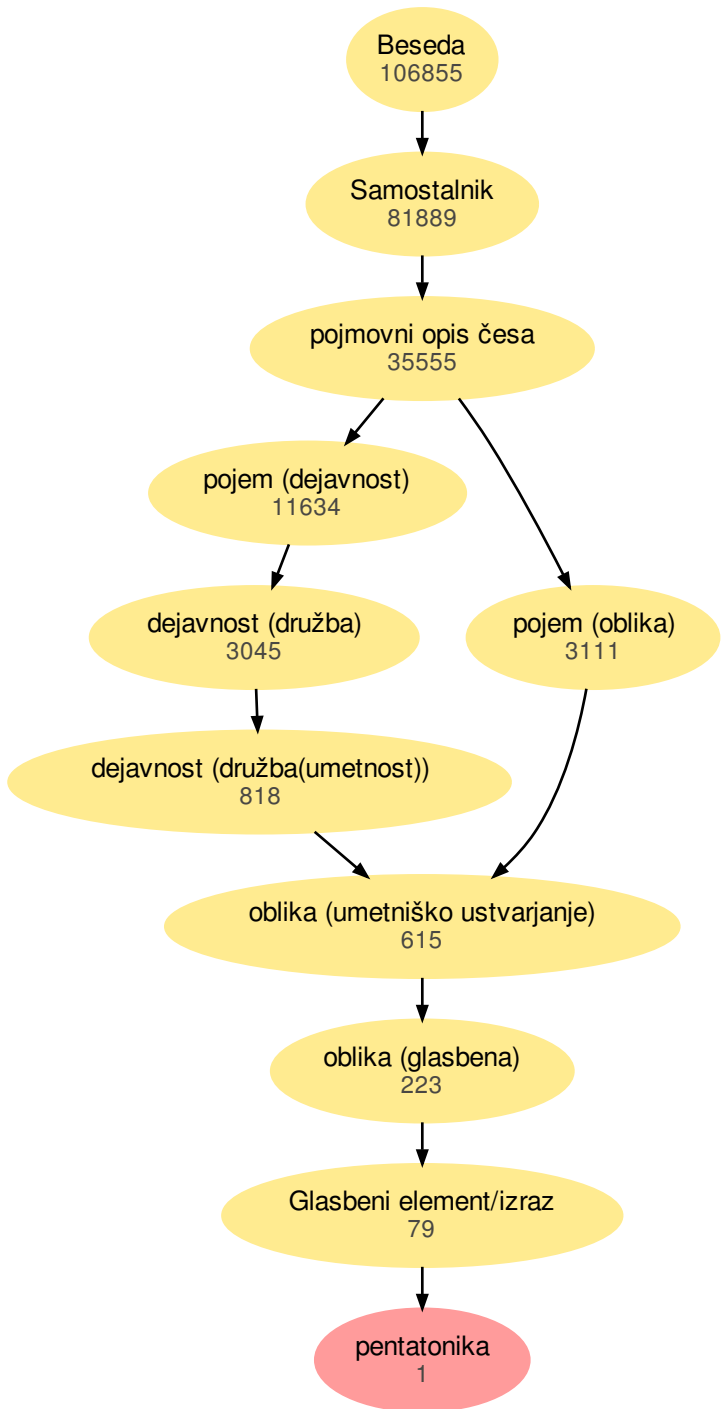 Beseda
106855
Samostalnik
81889
pojmovni opis česa
35555
pojem (dejavnost)
11634
dejavnost (družba)
3045
pojem (oblika)
3111
dejavnost (družba(umetnost))
818
oblika (umetniško ustvarjanje)
615
oblika (glasbena)
223
Glasbeni element/izraz
79
pentatonika
1